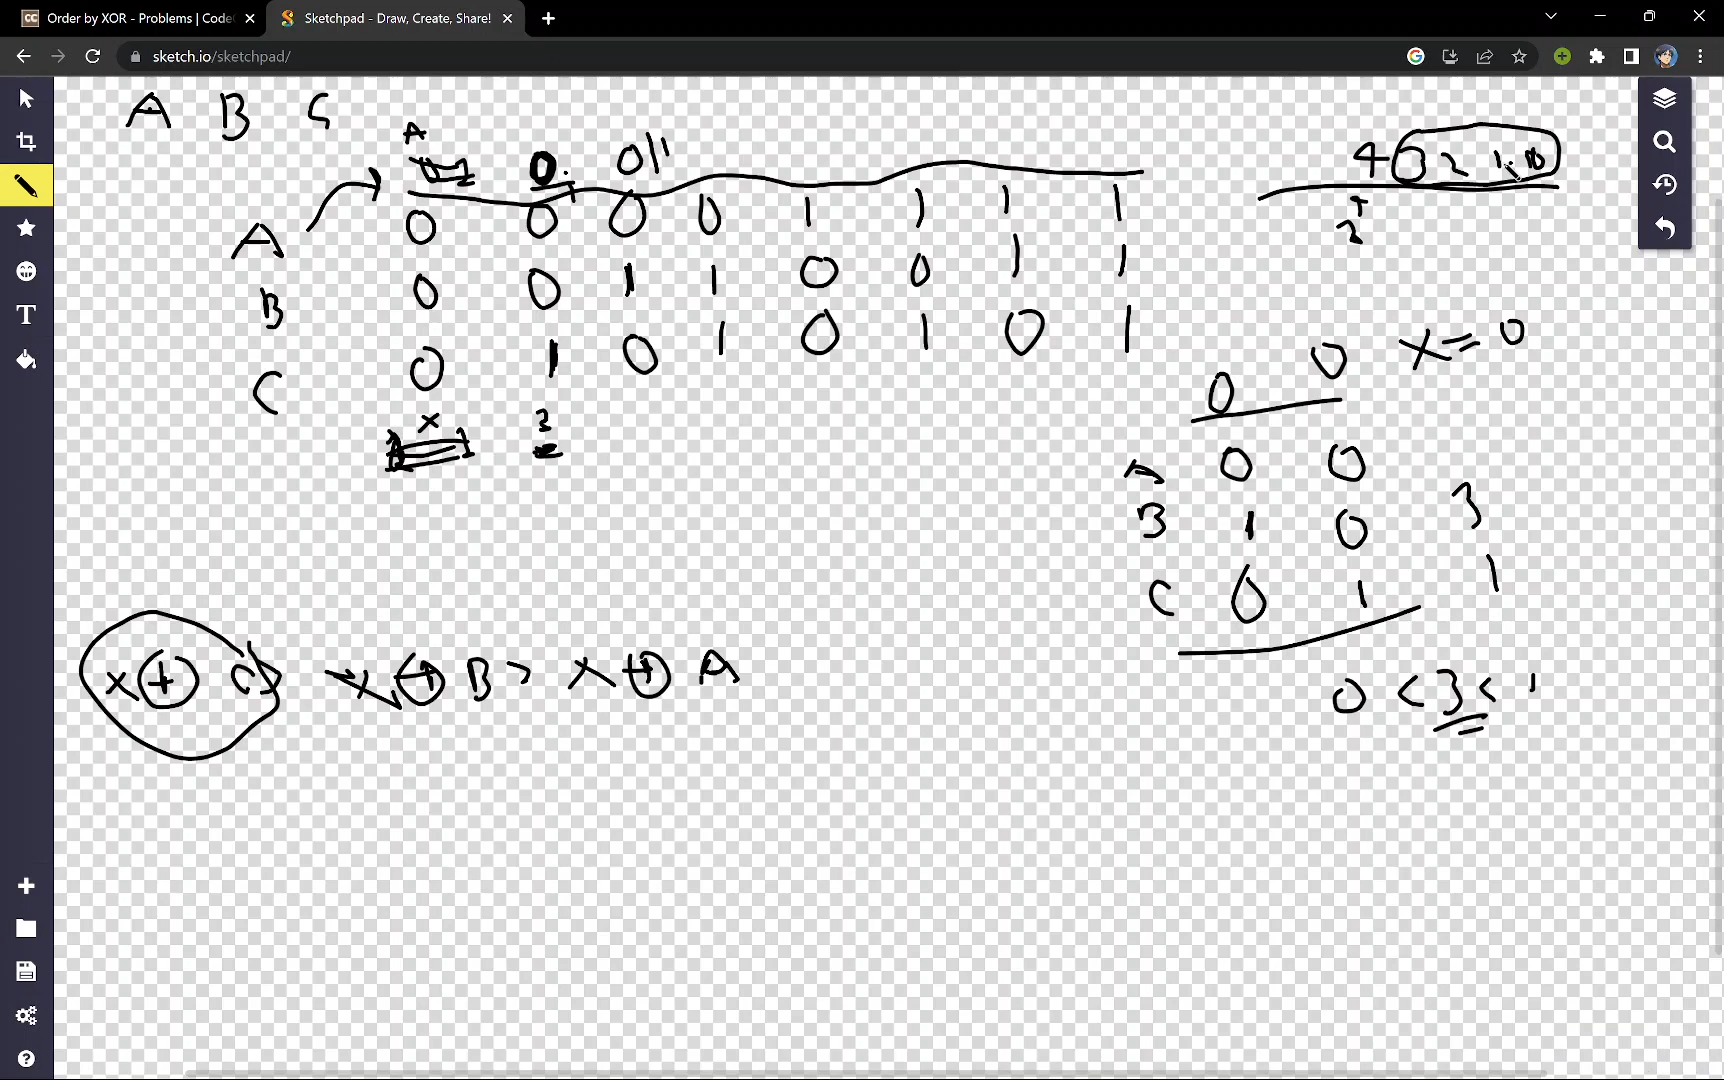 Order by XOR - Problems | Code
Sketchpad - Draw, Create, Share!
sketch.io/sketchpad/
A B C
A
0. 011
4 0 2
A 0 0 0 0 1 1 1 1
2
B 0 0 1 1 0 0 1 1
C 0 1 0 1 0 1 0 1
X = 0
0 0
X 3
A 0 0
B 1 0 3
C 0 1 1
X ⊕ C > X ⊕ B > X ⊕ A
0 < 3 < 1
T
?